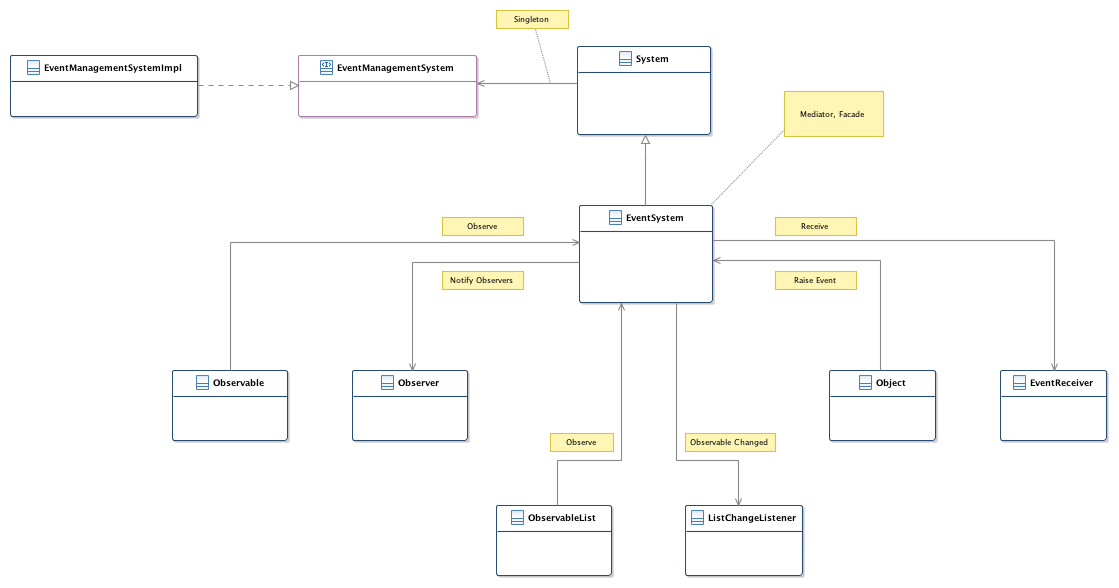 Singleton
EventManagementSystemImpl
EventManagementSystem
System
Mediator, Facade
EventSystem
Observe
Receive
Notify Observers
Raise Event
Observable
Observer
Object
EventReceiver
Observe
Observable Changed
ObservableList
ListChangeListener